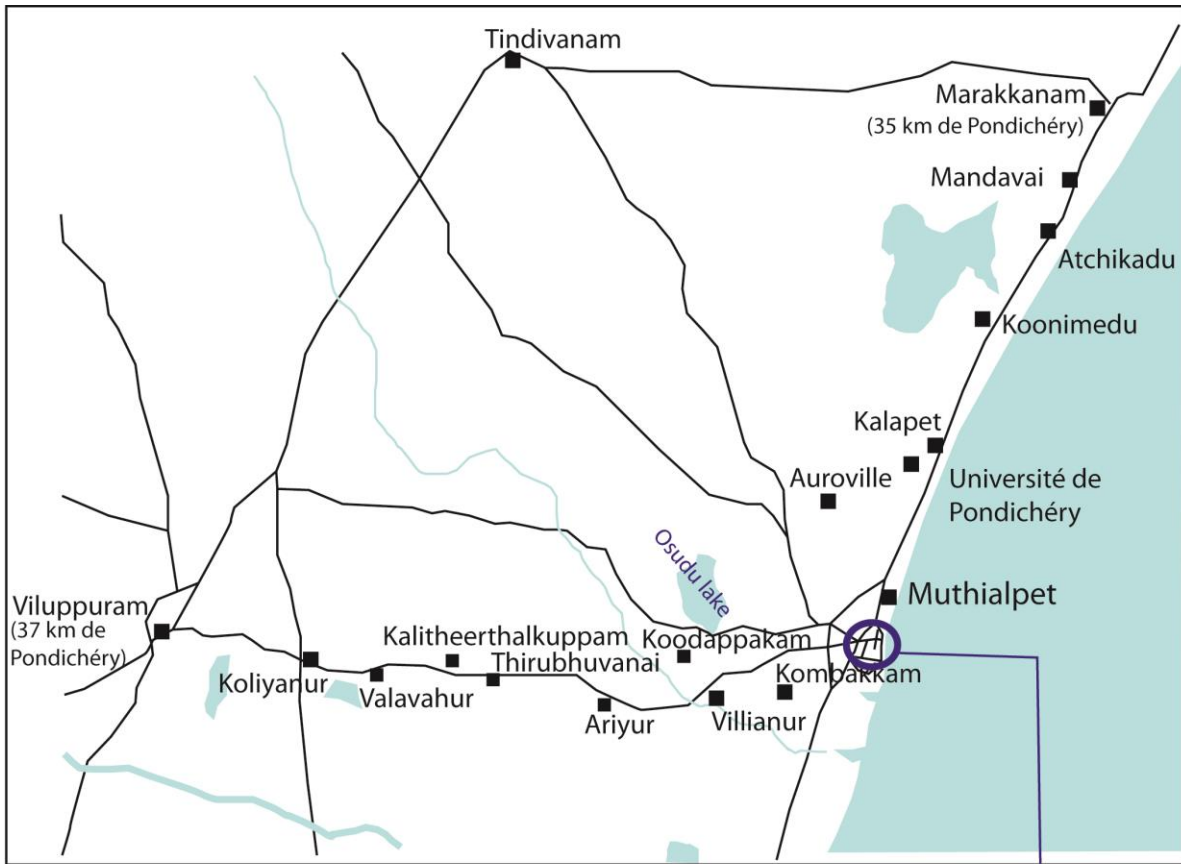 Tindivanam
Marakkanam
(35 km de Pondichéry)
Mandavai
Atchikadu
Koonimedu
Kalapet
Auroville
Université de
Pondichéry
Osudu lake
Muthialpet
Viluppuram
(37 km de
Pondichéry)
Kalitheerthalkuppam
Koodappakam
Thirubhuvanai
Kombakkam
Koliyanur
Valavahur
Ariyur
Villianur